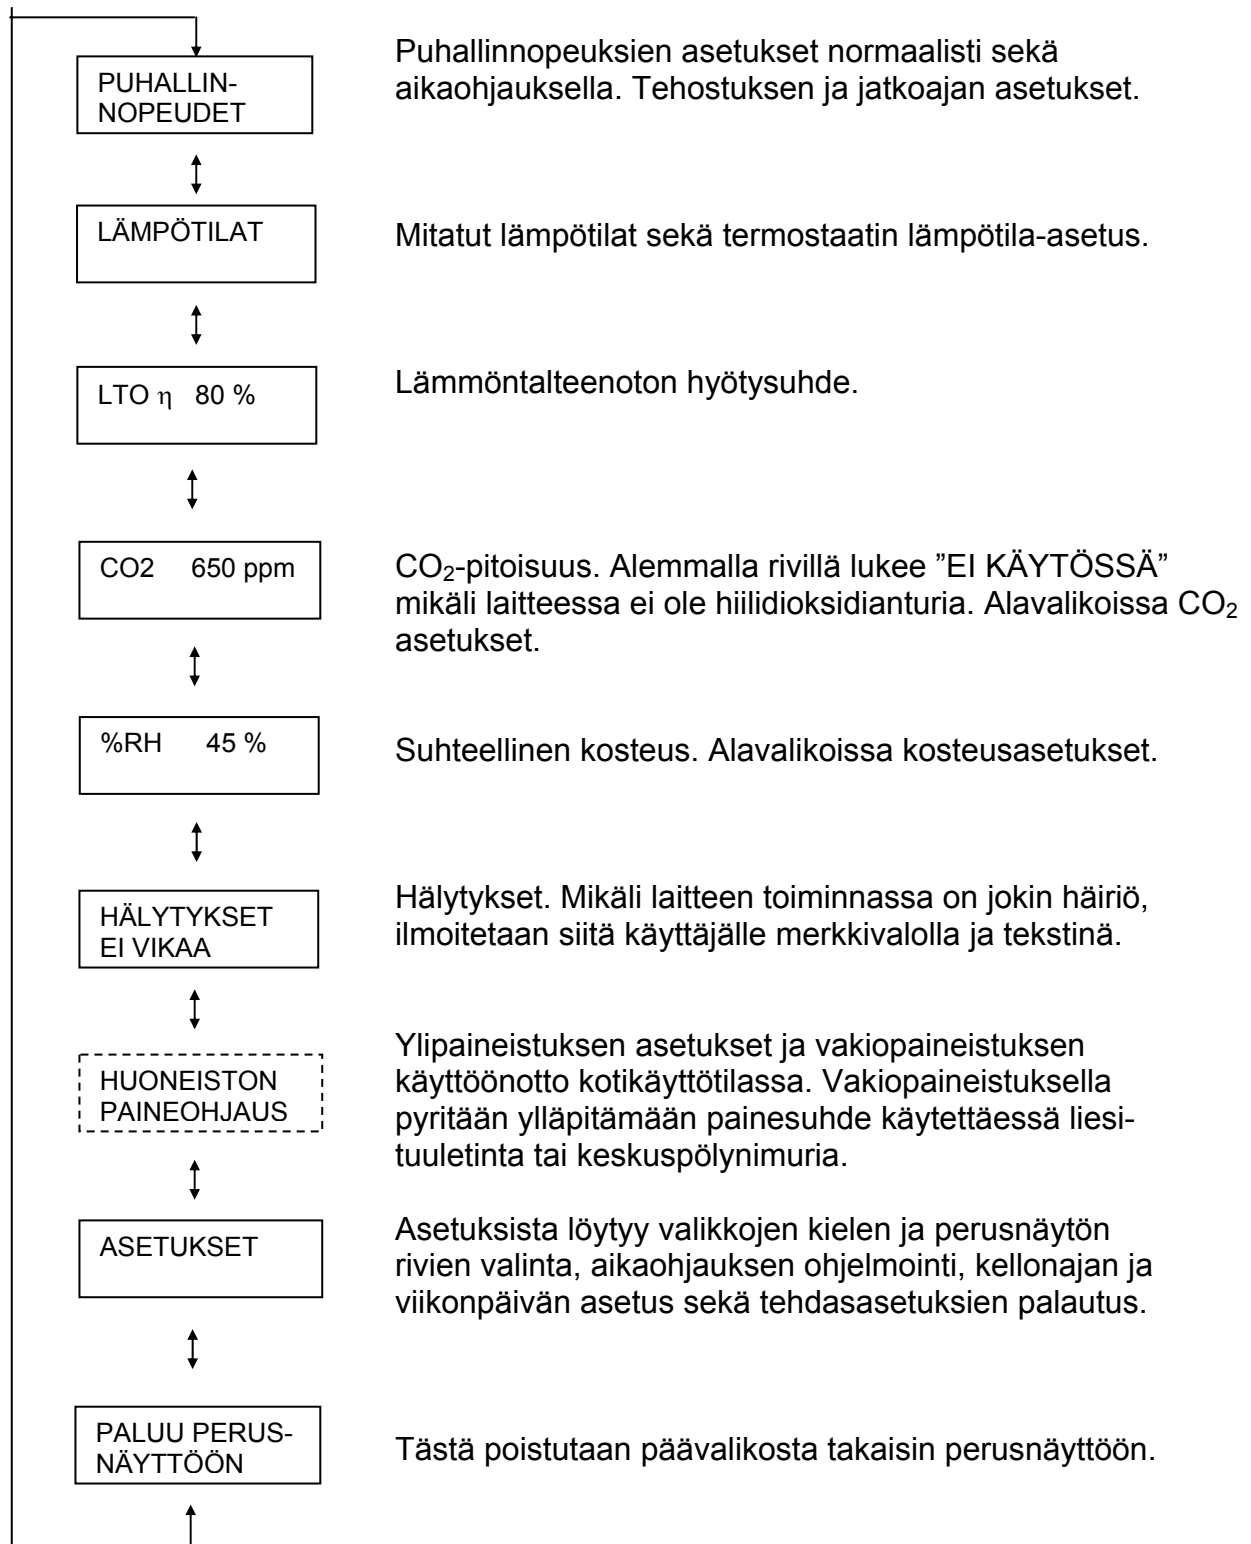 PUHALLIN-
NOPEUDET
Puhallinnopeuksien asetukset normaalisti sekä
aikaohjauksella. Tehostuksen ja jatkoajan asetukset.
LÄMPÖTILAT
Mitatut lämpötilat sekä termostaatin lämpötila-asetus.
LTO η 80 %
Lämmöntalteenoton hyötysuhde.
CO2 650 ppm
CO₂-pitoisuus. Alemmalla rivillä lukee ”EI KÄYTÖSSÄ”
mikäli laitteessa ei ole hiilidioksidianturia. Alavalikoissa CO₂
asetukset.
%RH 45 %
Suhteellinen kosteus. Alavalikoissa kosteusasetukset.
HÄLYTYKSET
EI VIKAA
Hälytykset. Mikäli laitteen toiminnassa on jokin häiriö,
ilmoitetaan siitä käyttäjälle merkkivalolla ja tekstinä.
HUONEISTON
PAINEOHJAUS
Ylipaineistuksen asetukset ja vakiopaineistuksen
käyttöönotto kotikäyttötilassa. Vakiopaineistuksella
pyritään ylläpitämään painesuhde käytettäessä liesi-
tuuletinta tai keskuspölynimuria.
ASETUKSET
Asetuksista löytyy valikkojen kielen ja perusnäytön
rivien valinta, aikaohjauksen ohjelmointi, kellonajan ja
viikonpäivän asetus sekä tehdasasetuksien palautus.
PALUU PERUS-
NÄYTTÖÖN
Tästä poistutaan päävalikosta takaisin perusnäyttöön.